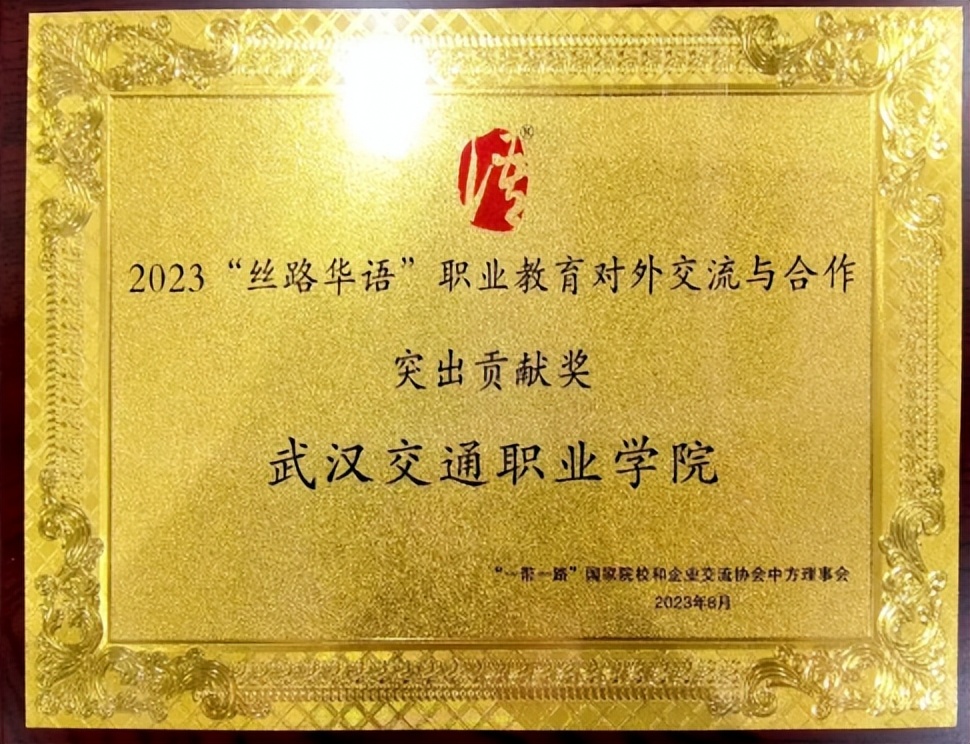 2023“丝路华语”职业教育对外交流与合作
突出贡献奖
武汉交通职业学院
“一带一路”国家院校和企业交流协会中方理事会
2023年8月